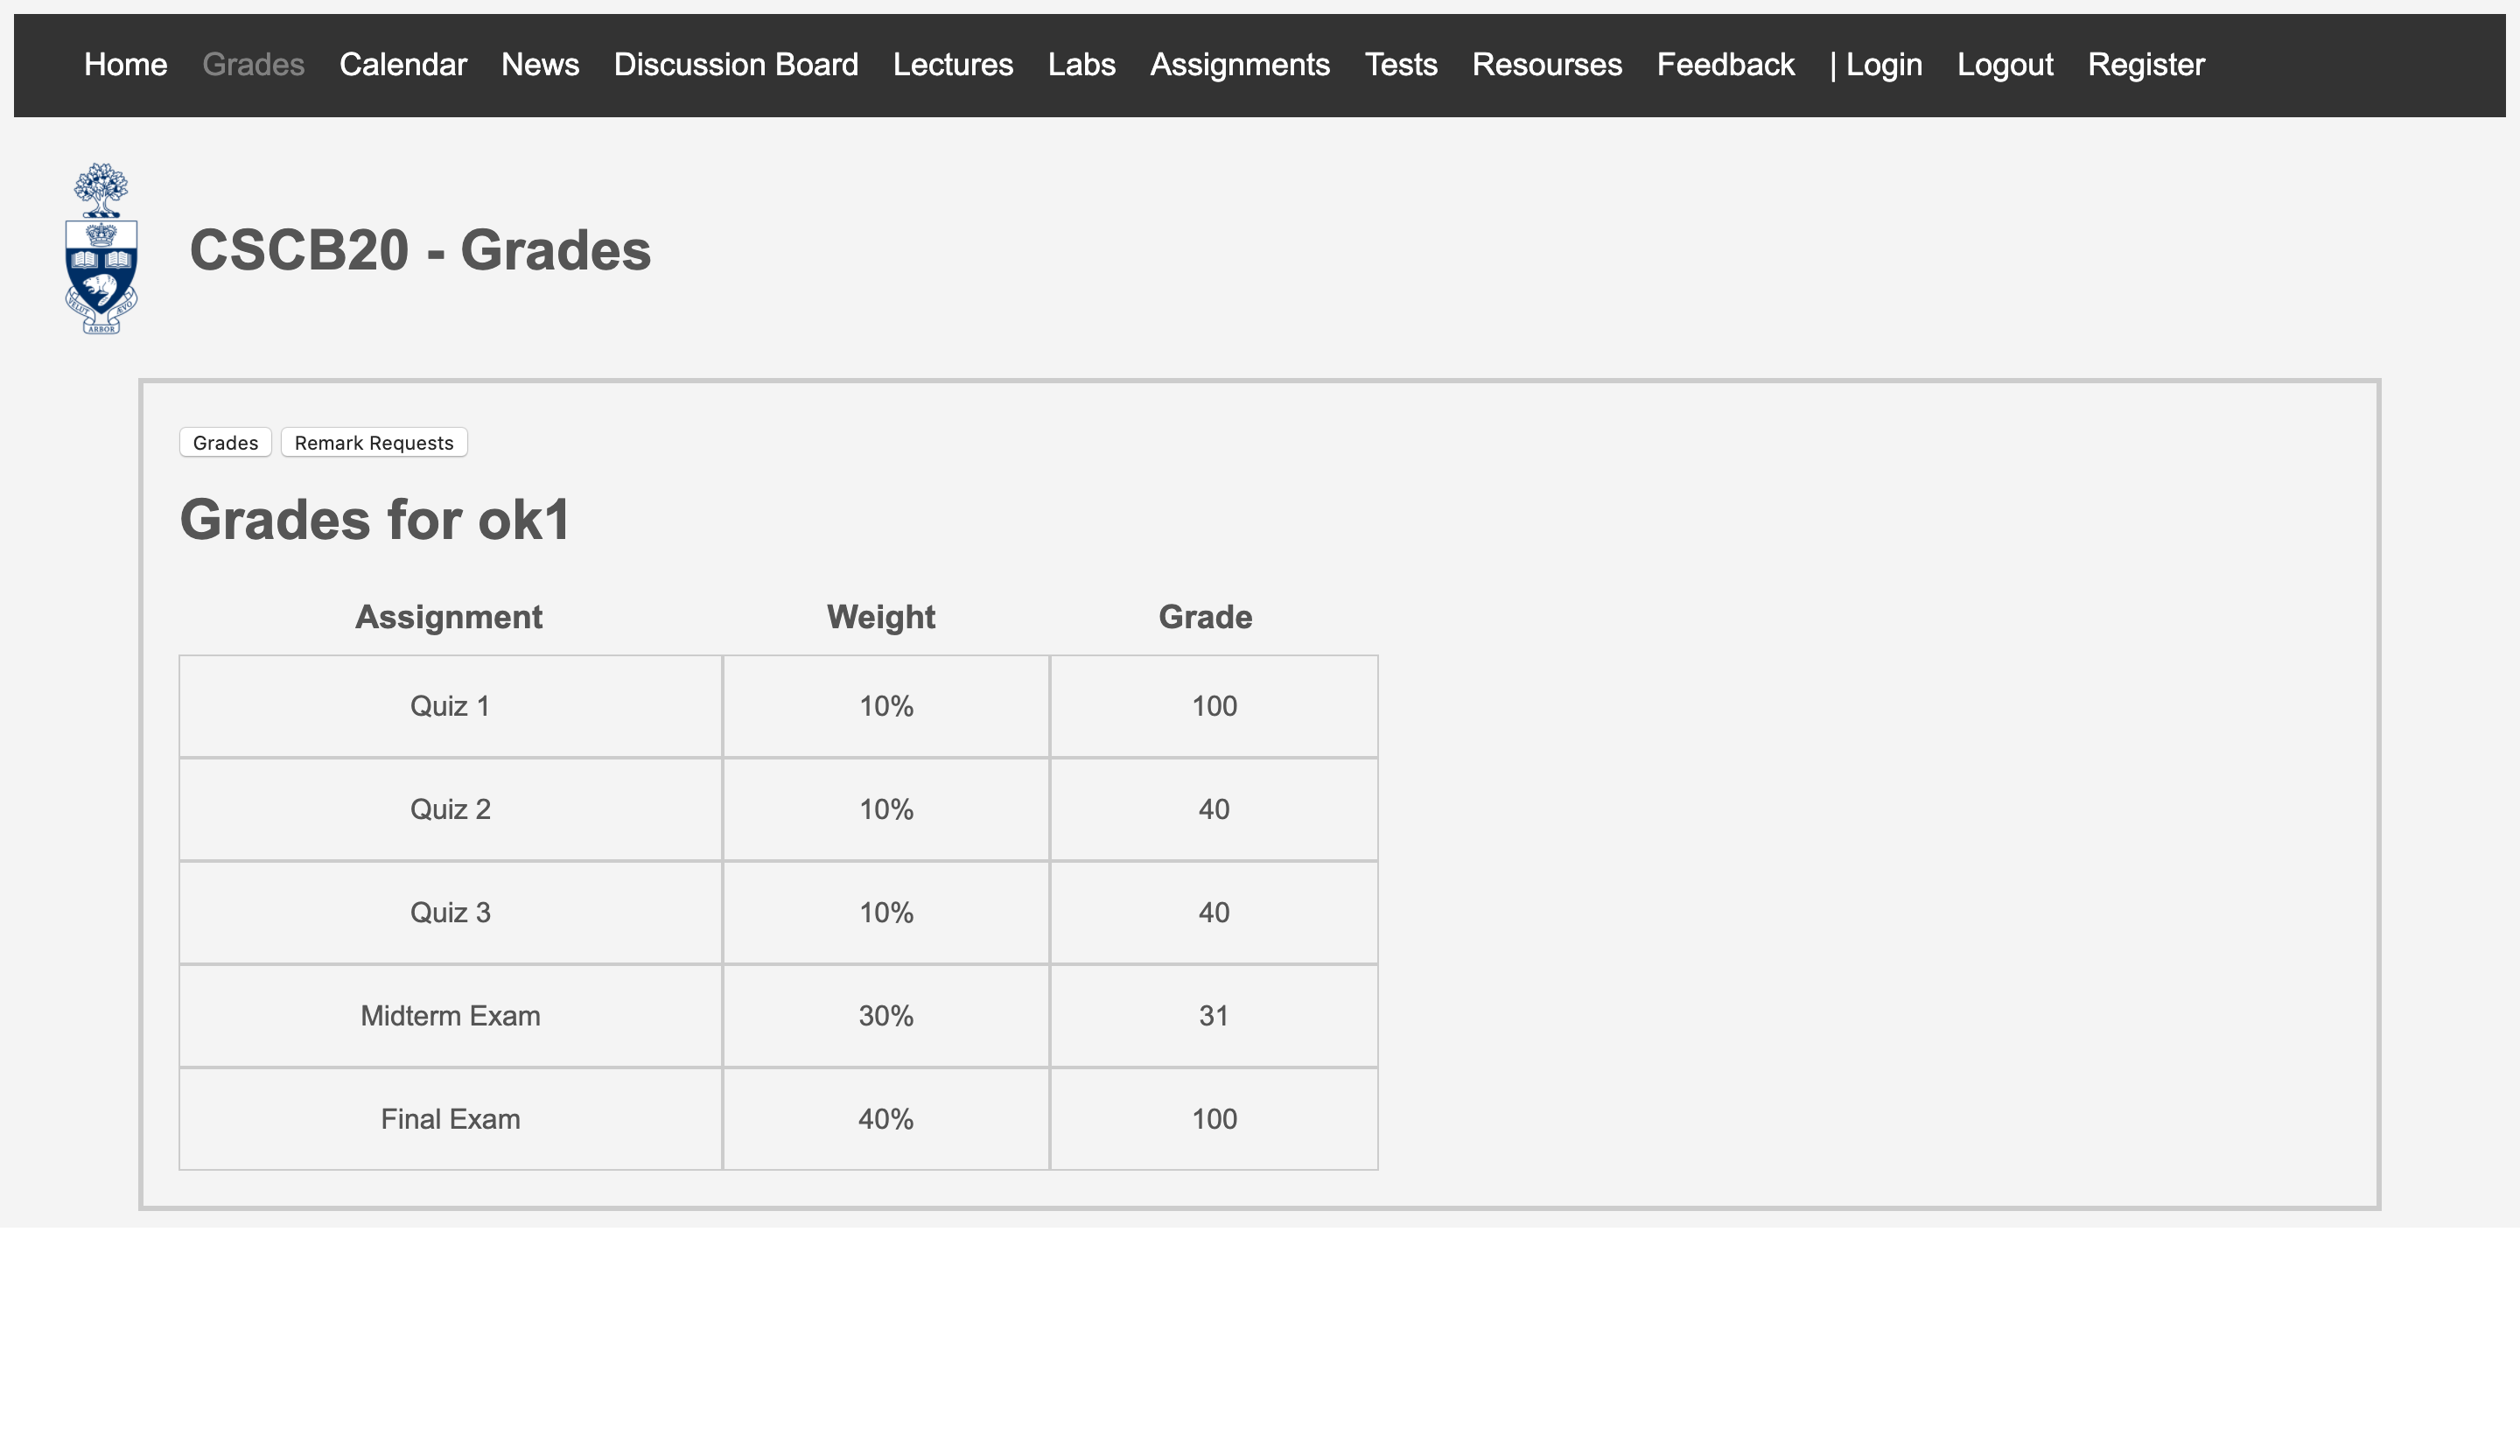 Home Grades Calendar News Discussion Board Lectures Labs Assignments Tests Resourses Feedback | Login Logout Register
VELUT ARBOR ÆVO
CSCB20 - Grades
Grades Remark Requests
Grades for ok1
Assignment Weight Grade
Quiz 1 10% 100
Quiz 2 10% 40
Quiz 3 10% 40
Midterm Exam 30% 31
Final Exam 40% 100